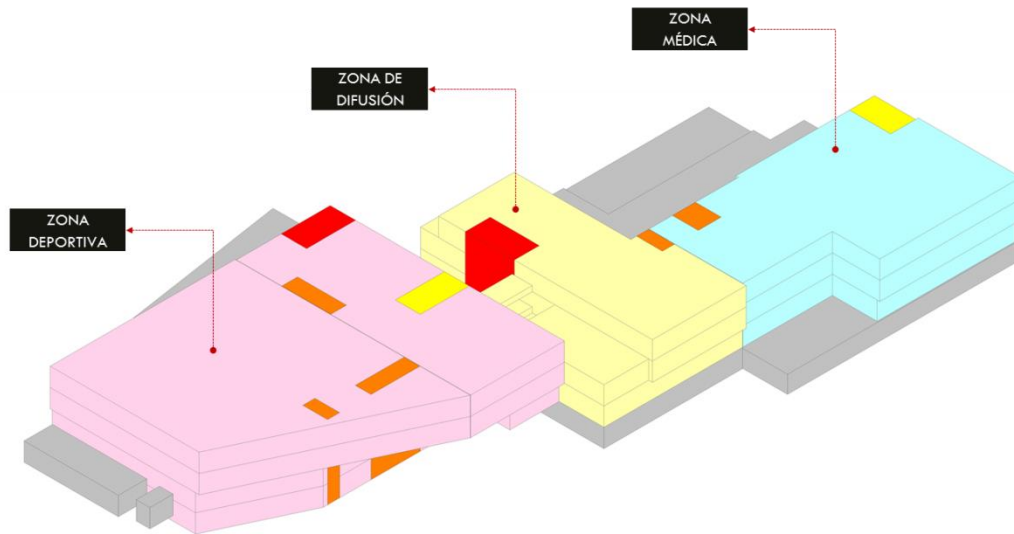 ZONA
MÉDICA
ZONA DE
DIFUSIÓN
ZONA
DEPORTIVA